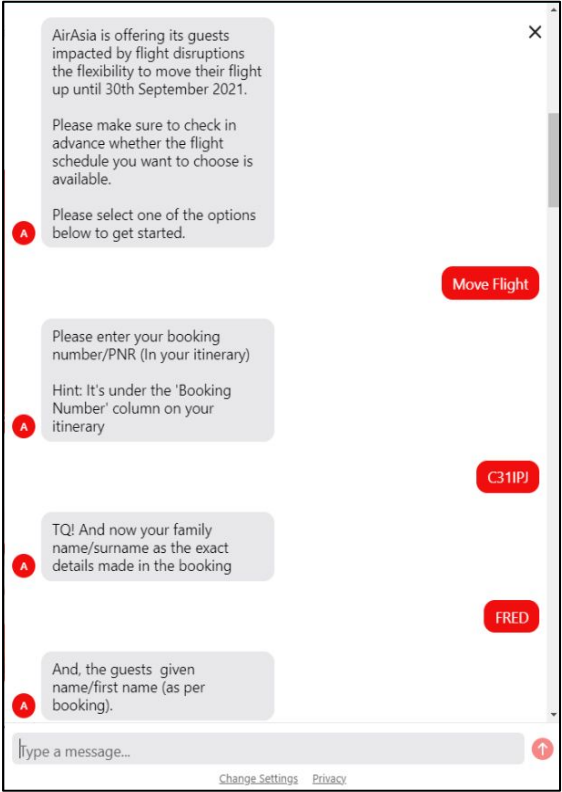 AirAsia is offering its guests
impacted by flight disruptions
the flexibility to move their flight
up until 30th September 2021.
Please make sure to check in
advance whether the flight
schedule you want to choose is
available.
Please select one of the options
below to get started.
A
Move Flight
Please enter your booking
number/PNR (In your itinerary)
Hint: It's under the 'Booking
Number' column on your
itinerary
A
C31IPJ
TQ! And now your family
name/surname as the exact
details made in the booking
A
FRED
And, the guests given
name/first name (as per
booking).
A
Type a message...
Change Settings Privacy